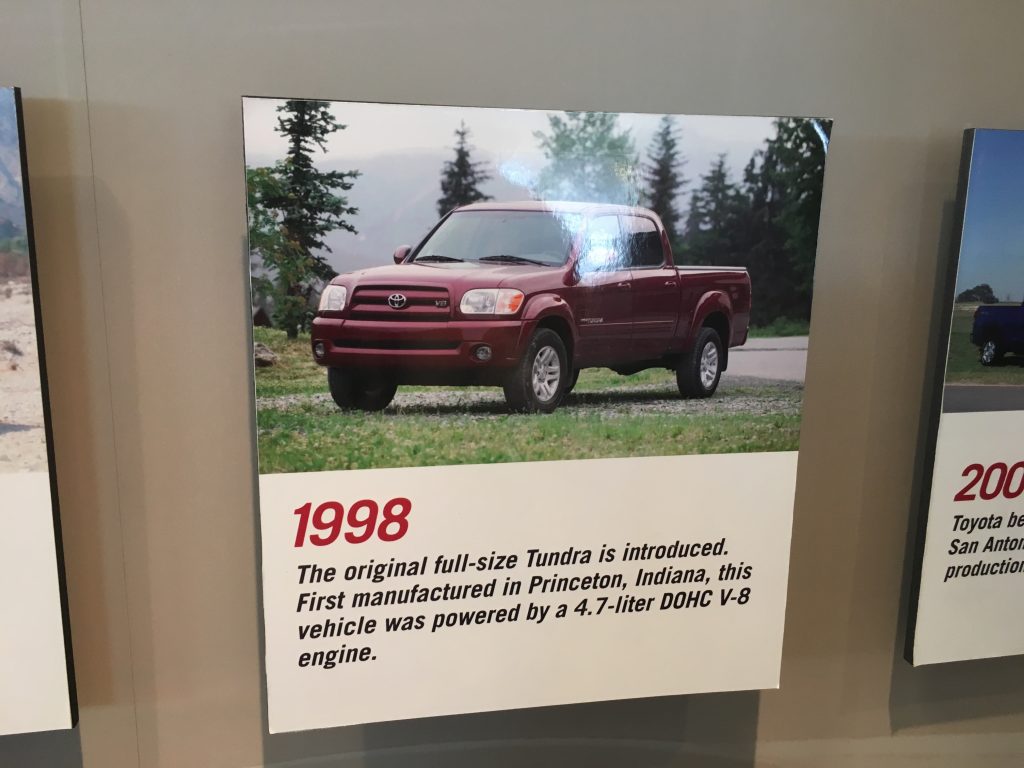 1998
The original full-size Tundra is introduced.
First manufactured in Princeton, Indiana, this
vehicle was powered by a 4.7-liter DOHC V-8
engine.
V8
200
Toyota be
San Anton
production